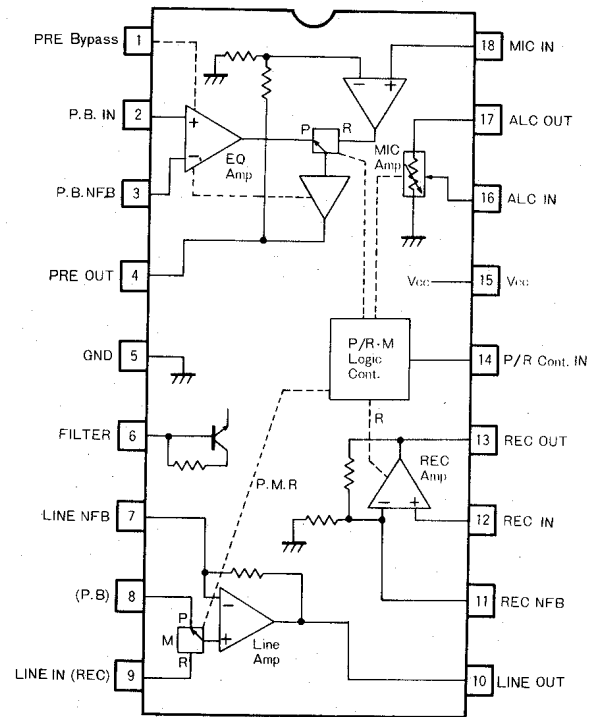 PRE Bypass 1
P.B. IN 2
P.B.NFB 3
PRE OUT 4
GND 5
FILTER 6
LINE NFB 7
(P.B) 8
LINE IN (REC) 9
18 MIC IN
17 ALC OUT
16 ALC IN
Vcc 15 Vcc
14 P/R Cont. IN
13 REC OUT
12 REC IN
11 REC NFB
10 LINE OUT
+
−
EQ
Amp
P
R
−
+
MIC
Amp
P/R·M
Logic
Cont.
R
REC
Amp
−
+
P.M.R
P
M
R
−
+
Line
Amp